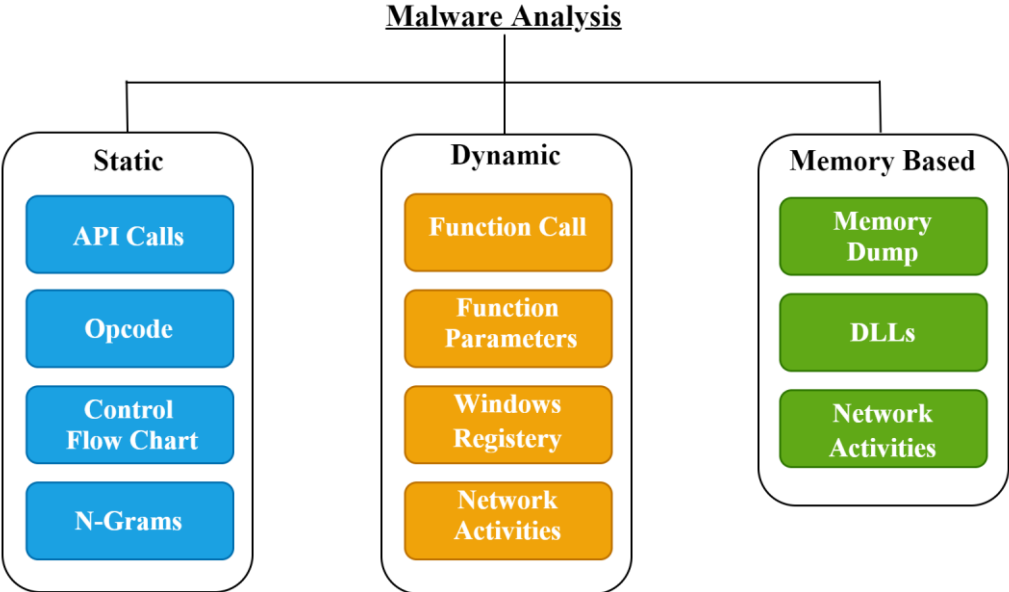 Malware Analysis
Static
API Calls
Opcode
Control
Flow Chart
N-Grams
Dynamic
Function Call
Function
Parameters
Windows
Registery
Network
Activities
Memory Based
Memory
Dump
DLLs
Network
Activities